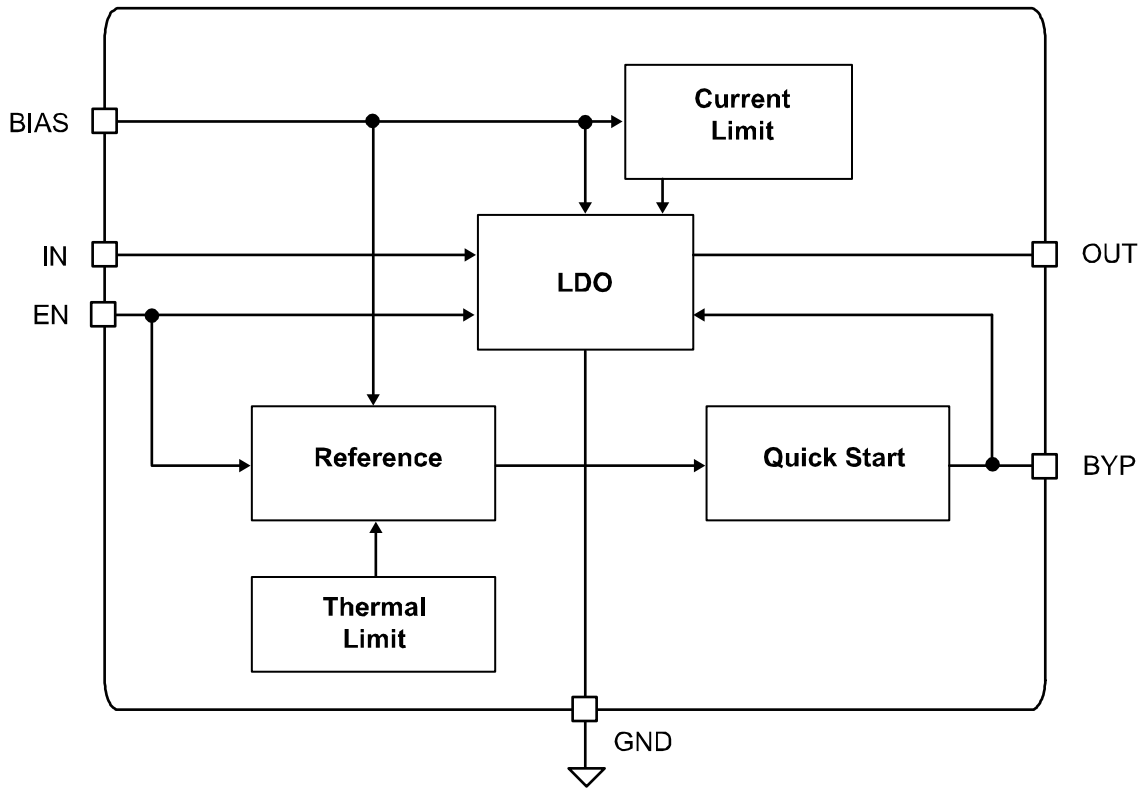 Current
Limit
BIAS
IN
LDO
OUT
EN
Reference
Quick Start
BYP
Thermal
Limit
GND